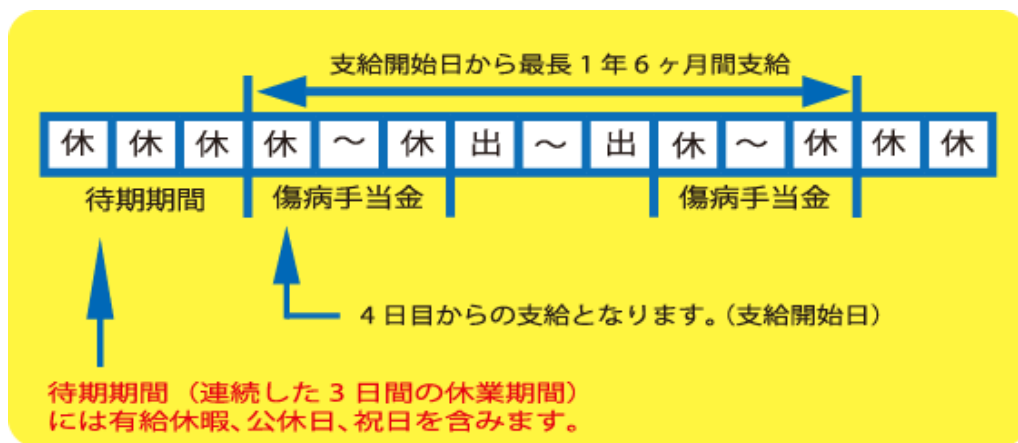 支給開始日から最長1年6ヶ月間支給
休 休 休 休 〜 休 出 〜 出 休 〜 休 休 休
待期期間 傷病手当金 傷病手当金
4日目からの支給となります。（支給開始日）
待期期間（連続した3日間の休業期間）
には有給休暇、公休日、祝日を含みます。